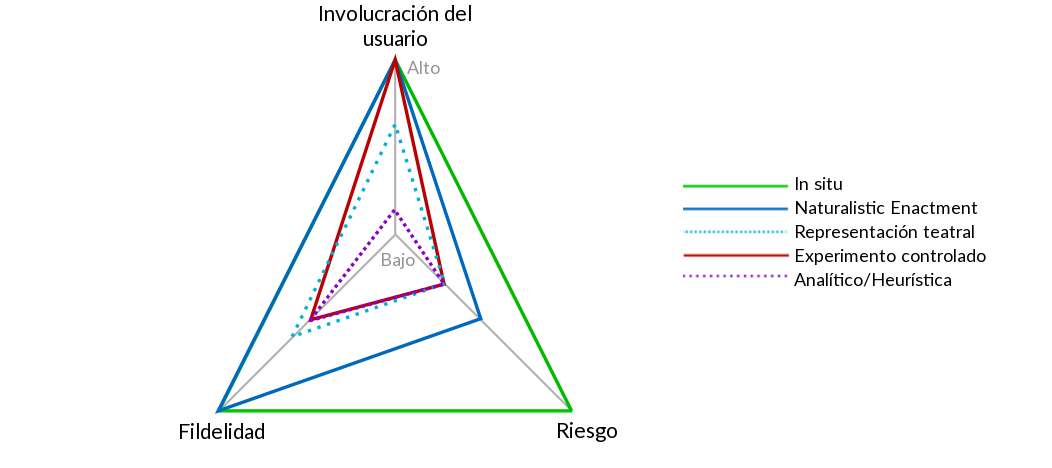 Involucración del
usuario
Alto
Bajo
Fildelidad
Riesgo
In situ
Naturalistic Enactment
Representación teatral
Experimento controlado
Analítico/Heurística